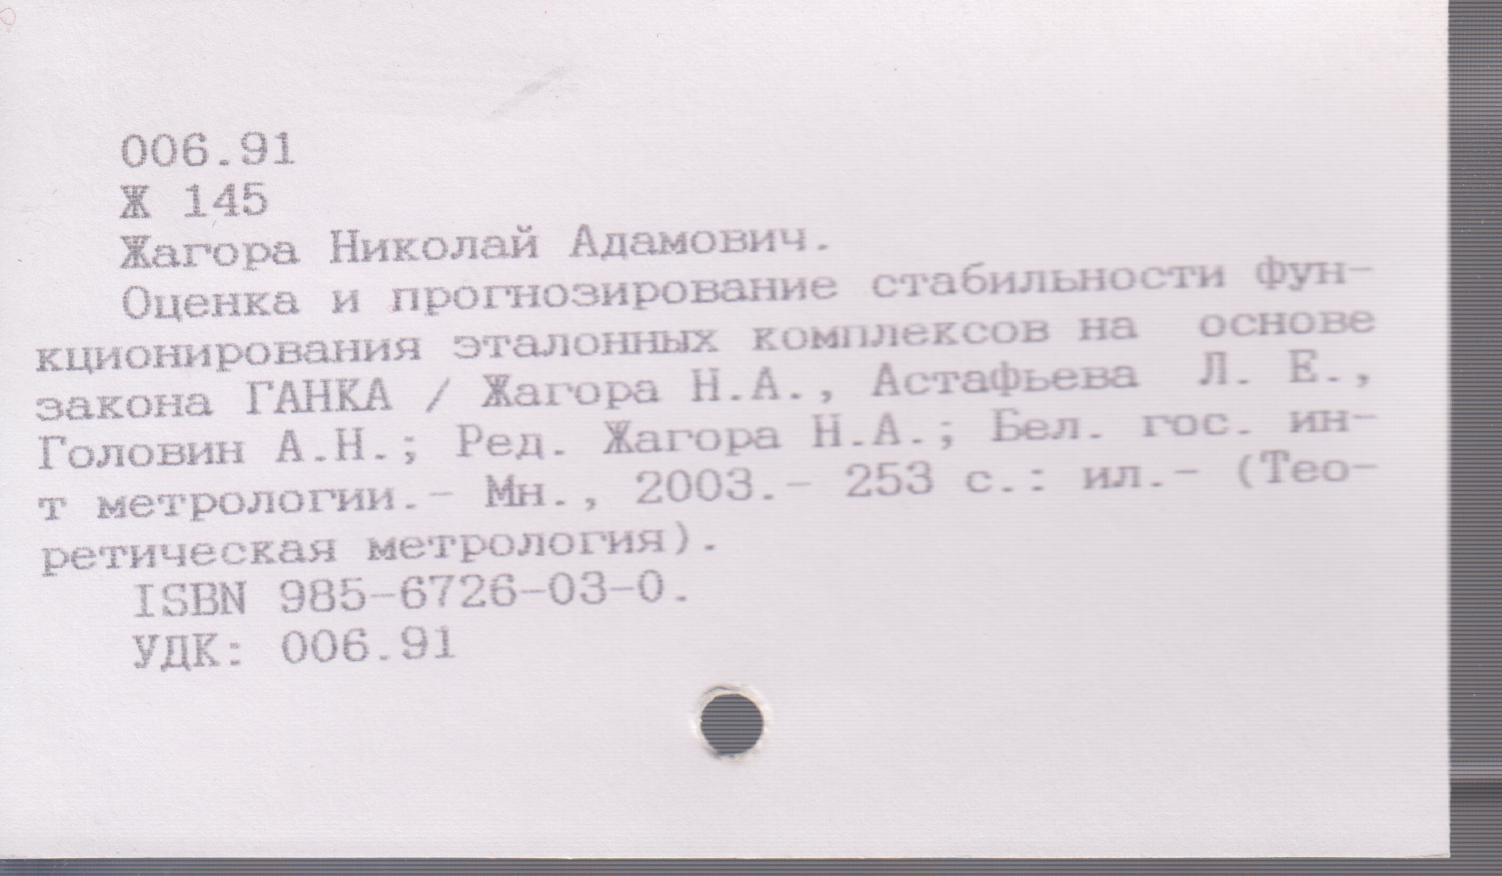 006.91
Ж 145
Жагора Николай Адамович.
Оценка и прогнозирование стабильности фун-
кционирования эталонных комплексов на основе
закона ГАНКА / Жагора Н.А., Астафьева Л. Е.,
Головин А.Н.; Ред. Жагора Н.А.; Бел. гос. ин-
т метрологии.- Мн., 2003.- 253 с.: ил.- (Тео-
ретическая метрология).
ISBN 985-6726-03-0.
УДК: 006.91